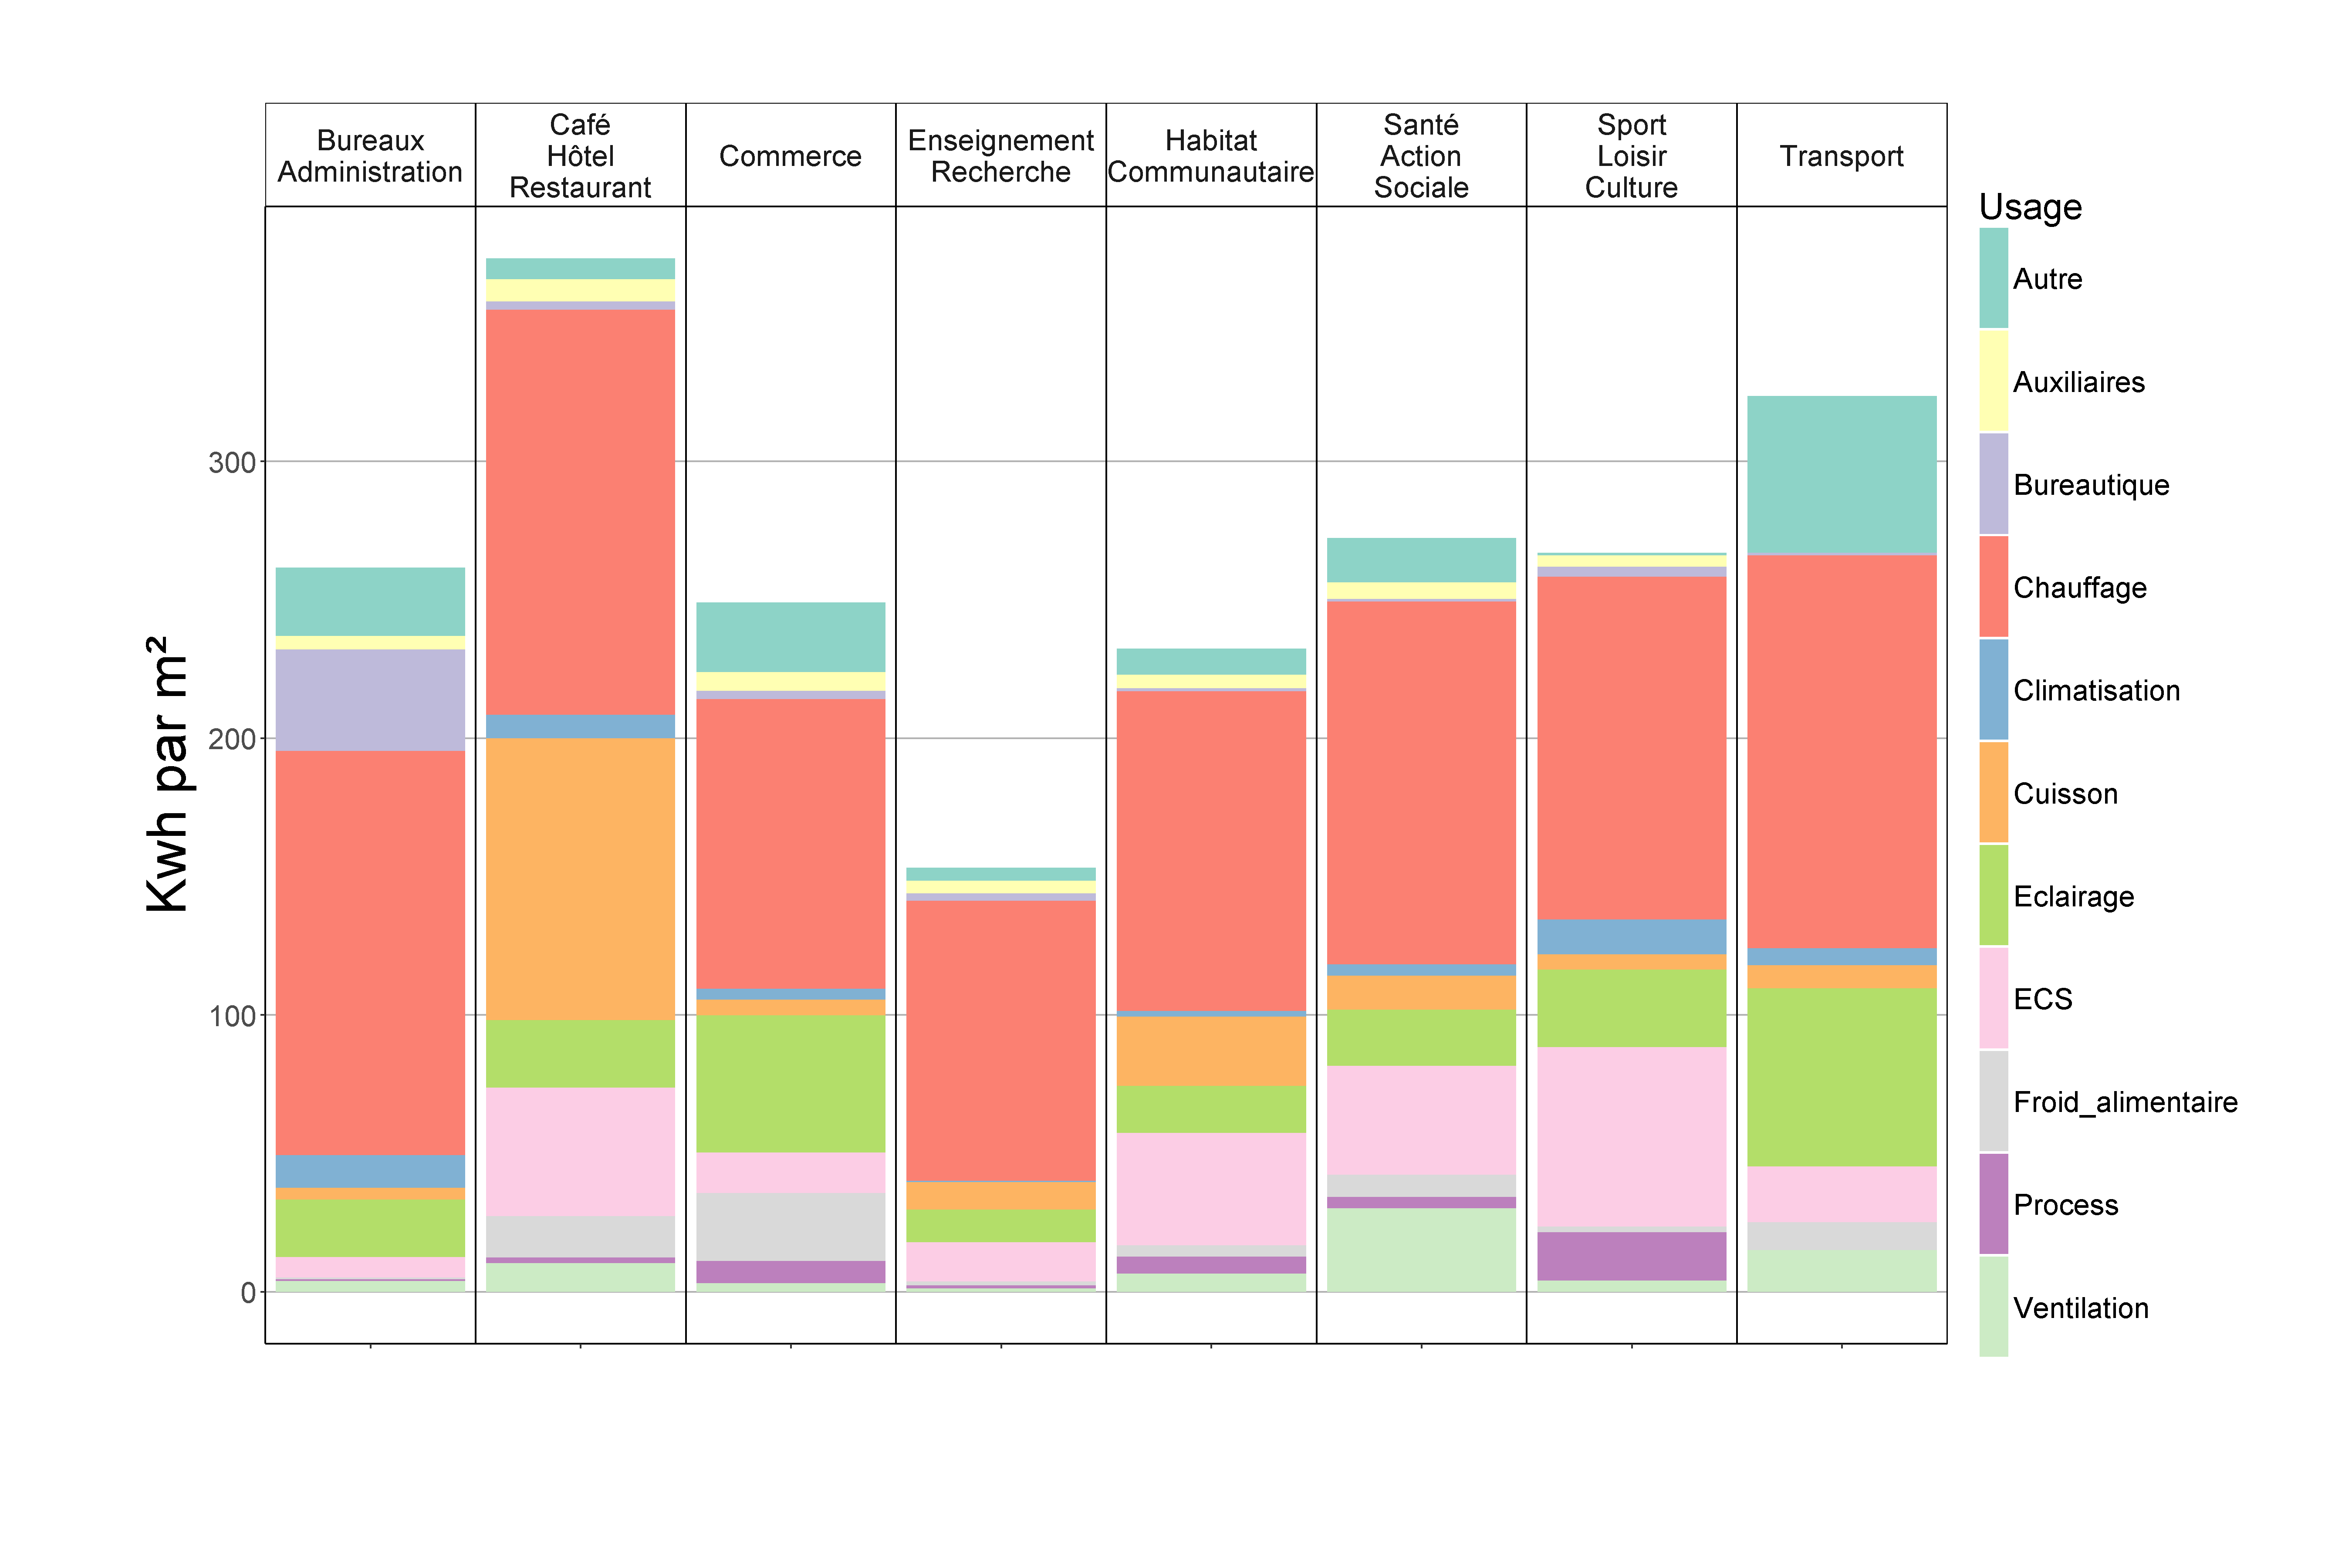 Bureaux
Administration
Café
Hôtel
Restaurant
Commerce
Enseignement
Recherche
Habitat
Communautaire
Santé
Action
Sociale
Sport
Loisir
Culture
Transport
Kwh par m²
300
200
100
0
Usage
Autre
Auxiliaires
Bureautique
Chauffage
Climatisation
Cuisson
Eclairage
ECS
Froid_alimentaire
Process
Ventilation